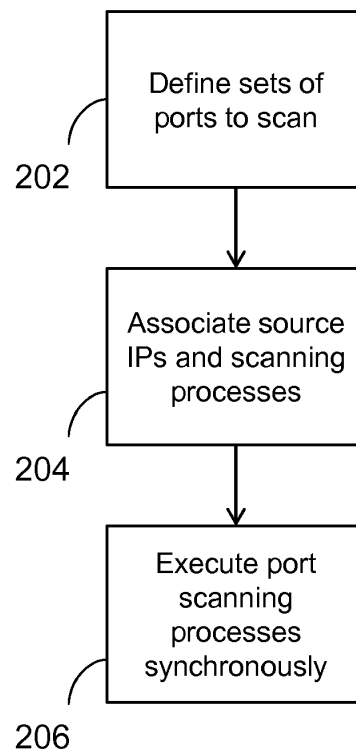 Define sets of
ports to scan
202
Associate source
IPs and scanning
processes
204
Execute port
scanning
processes
synchronously
206